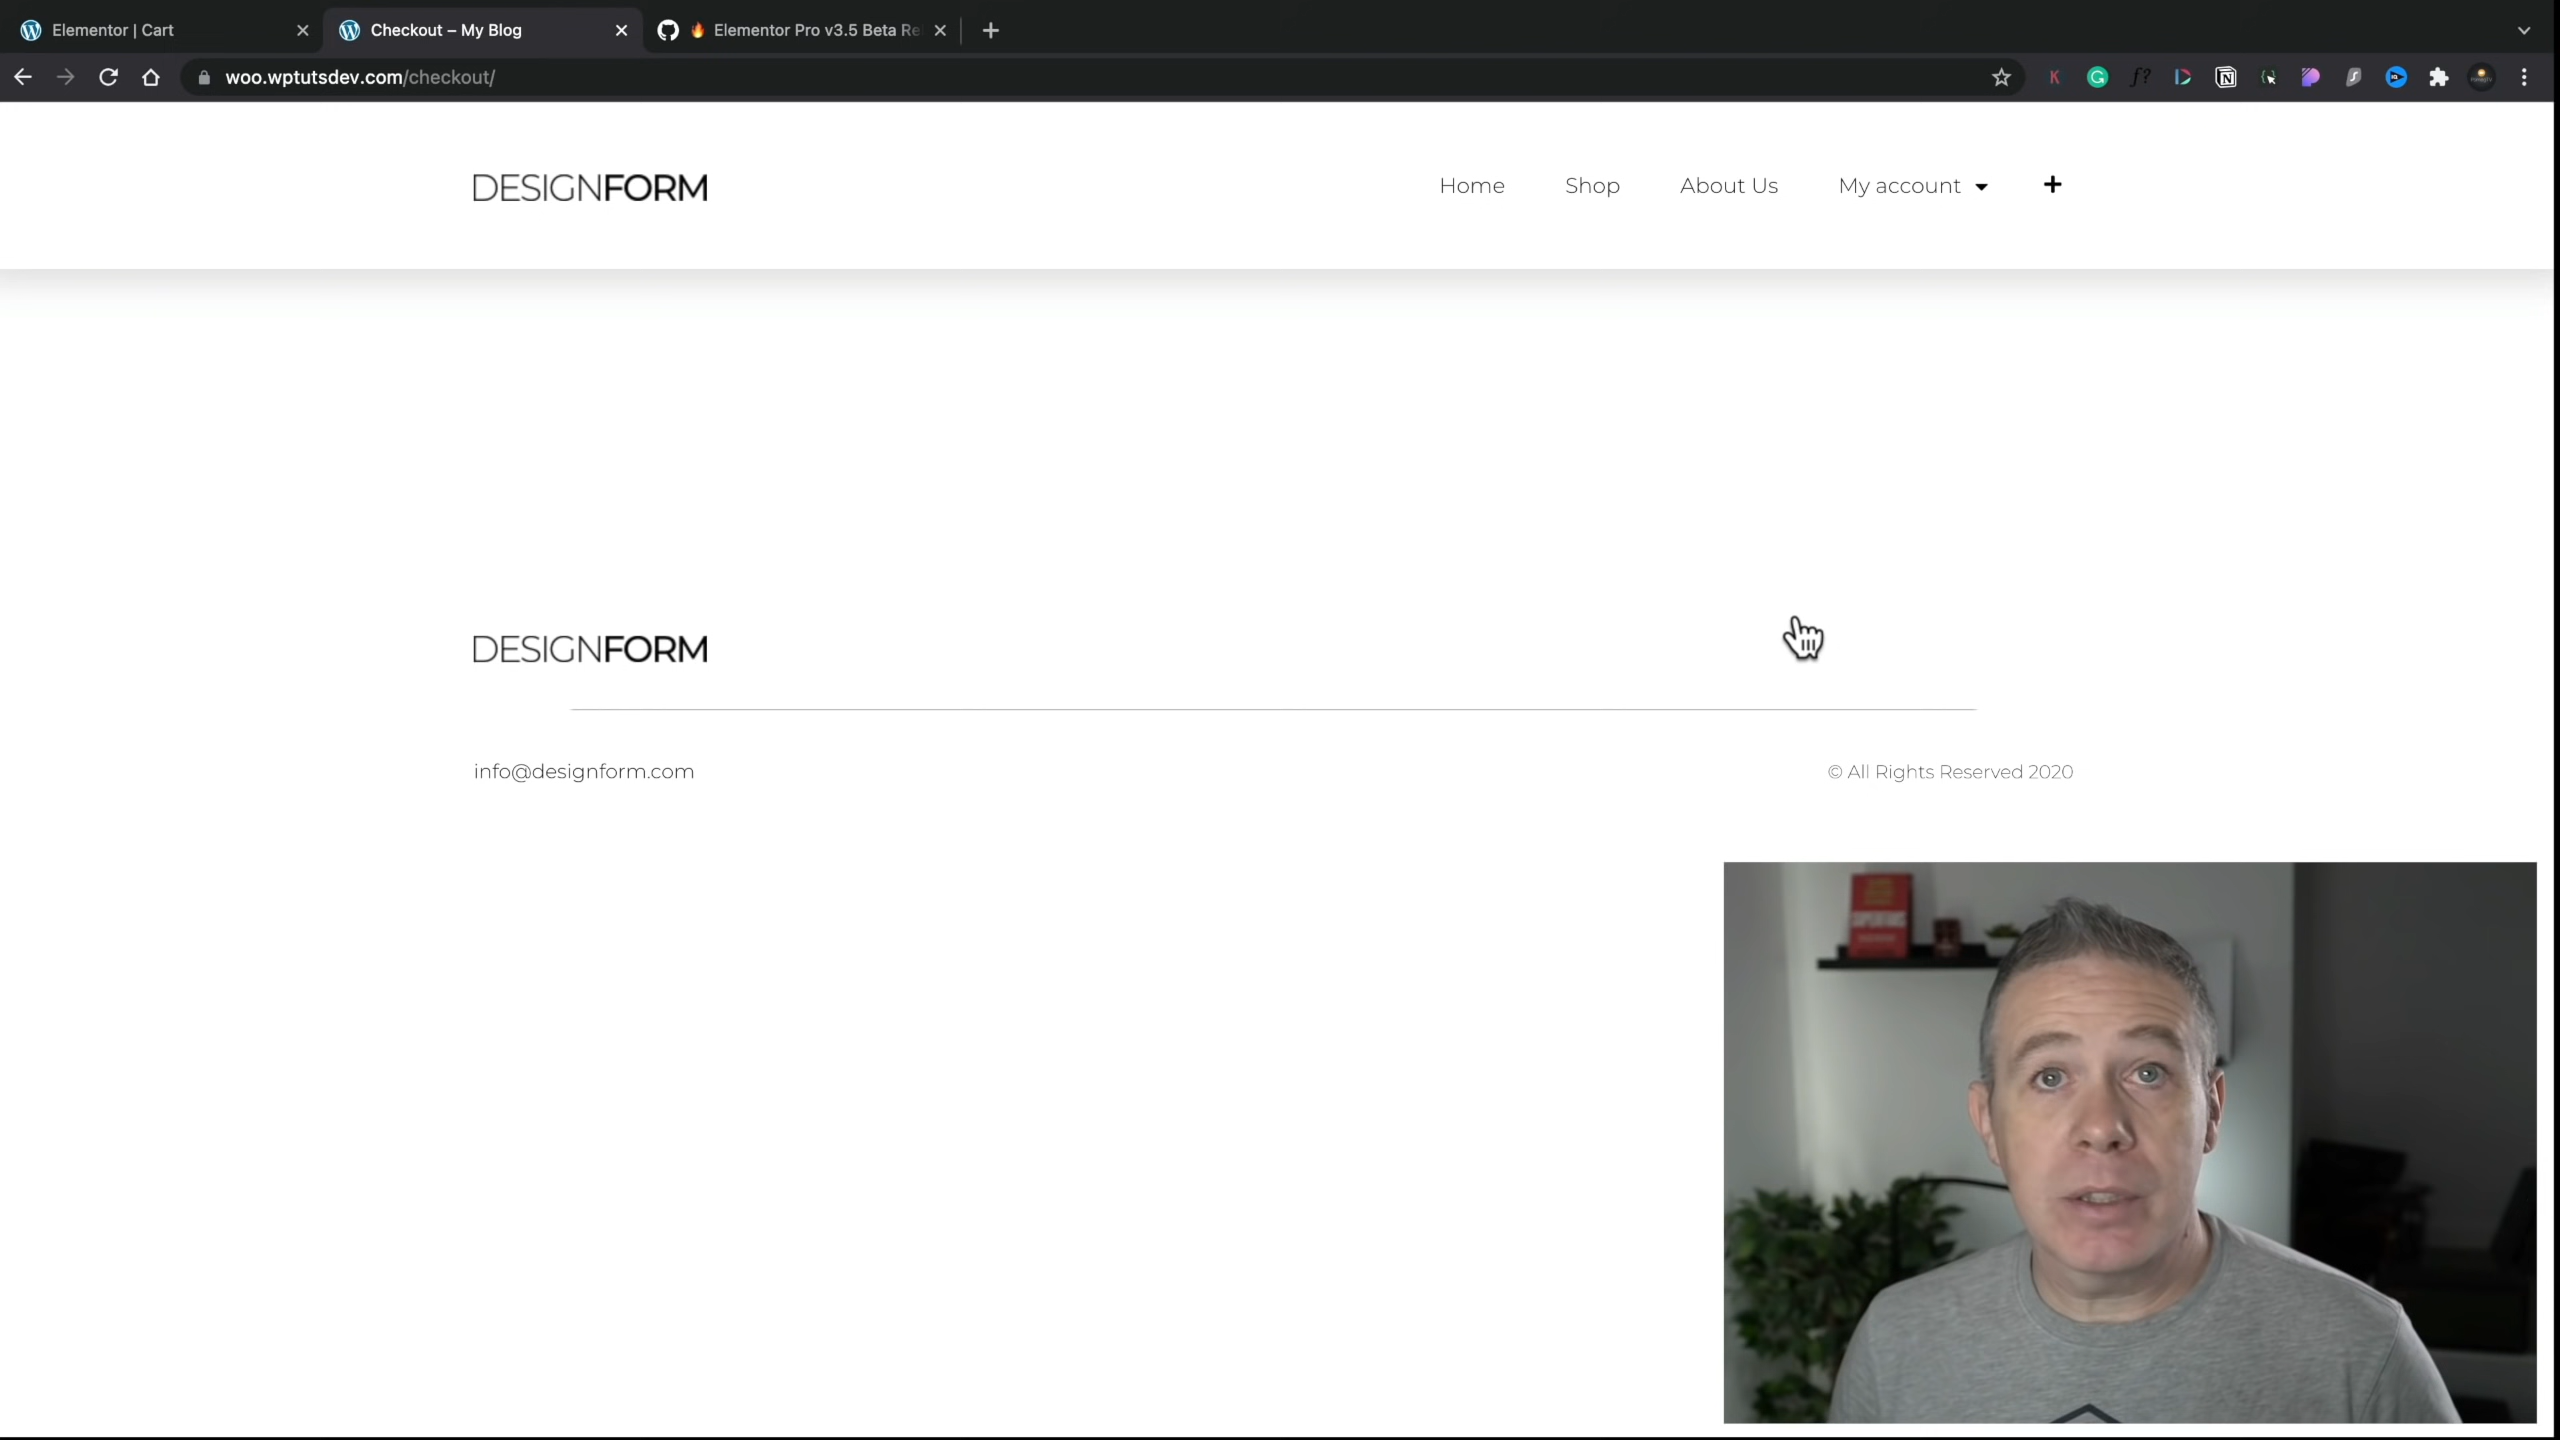 Elementor | Cart
Checkout – My Blog
Elementor Pro v3.5 Beta Re
woo.wptutsdev.com/checkout/
DESIGNFORM
Home
Shop
About Us
My account
DESIGNFORM
info@designform.com
© All Rights Reserved 2020